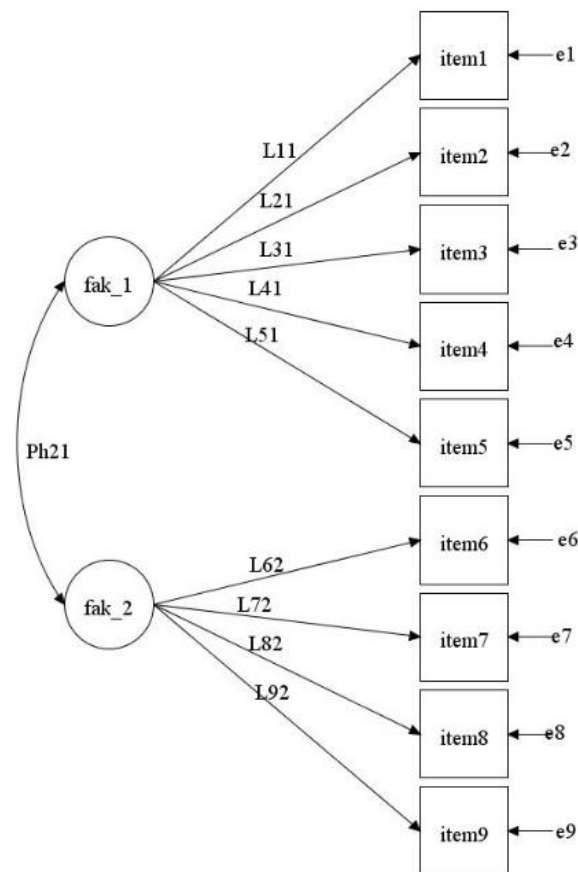 item1
e1
L11
item2
e2
L21
L31
item3
e3
fak_1
L41
L51
item4
e4
item5
e5
Ph21
item6
e6
L62
fak_2
L72
item7
e7
L82
L92
item8
e8
item9
e9